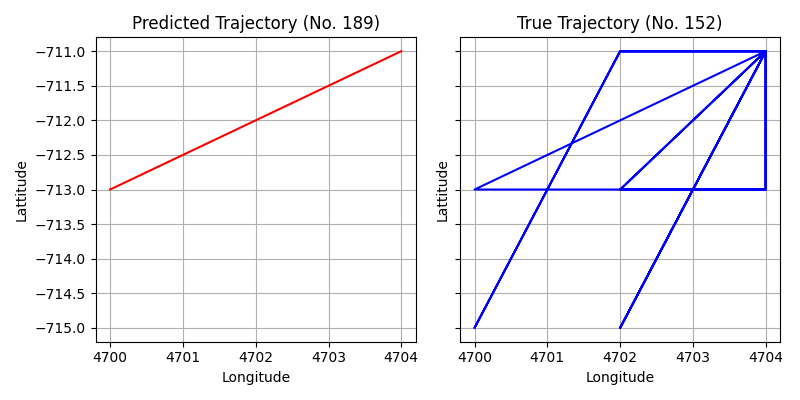 Predicted Trajectory (No. 189)
True Trajectory (No. 152)
Lattitude
−711.0
−711.5
−712.0
−712.5
−713.0
−713.5
−714.0
−714.5
−715.0
4700 4701 4702 4703 4704
Longitude
Lattitude
4700 4701 4702 4703 4704
Longitude